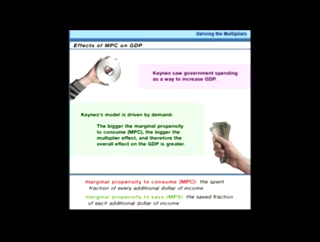 Deriving the Multipliers
Effects of MPC on GDP
Keynes saw government spending
as a way to increase GDP.
Keynes's model is driven by demand:
The bigger the marginal propensity
to consume (MPC), the bigger the
multiplier effect, and therefore the
overall effect on the GDP is greater.
marginal propensity to consume (MPC): the spent
fraction of every additional dollar of income
marginal propensity to save (MPS): the saved fraction
of each additional dollar of income